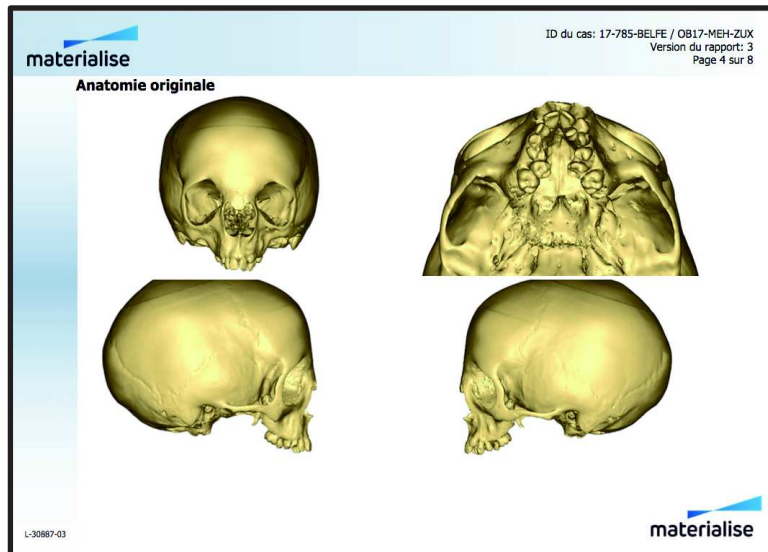 materialise
ID du cas: 17-785-BELFE / OB17-MEH-ZUX
Version du rapport: 3
Page 4 sur 8
Anatomie originale
L-30887-03
materialise